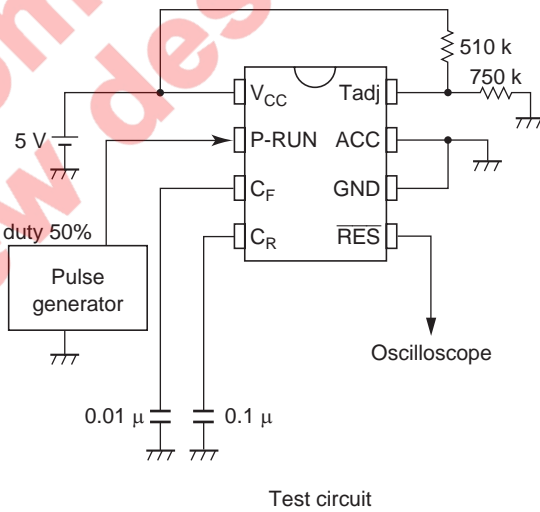 510 k
750 k
VCC
Tadj
5 V
P-RUN
ACC
CF
GND
duty 50%
CR
RES
Pulse
generator
Oscilloscope
0.01 µ
0.1 µ
Test circuit